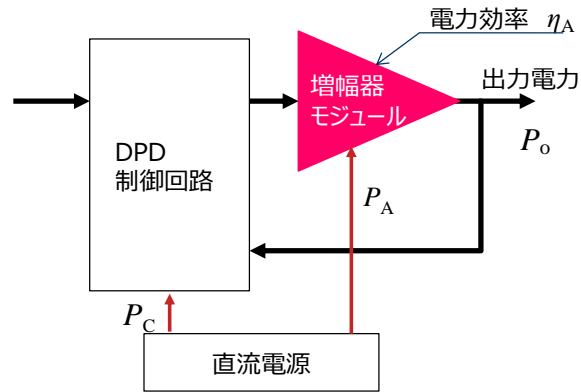 電力効率 ηA
増幅器
モジュール
出力電力
Po
DPD
制御回路
PA
PC
直流電源